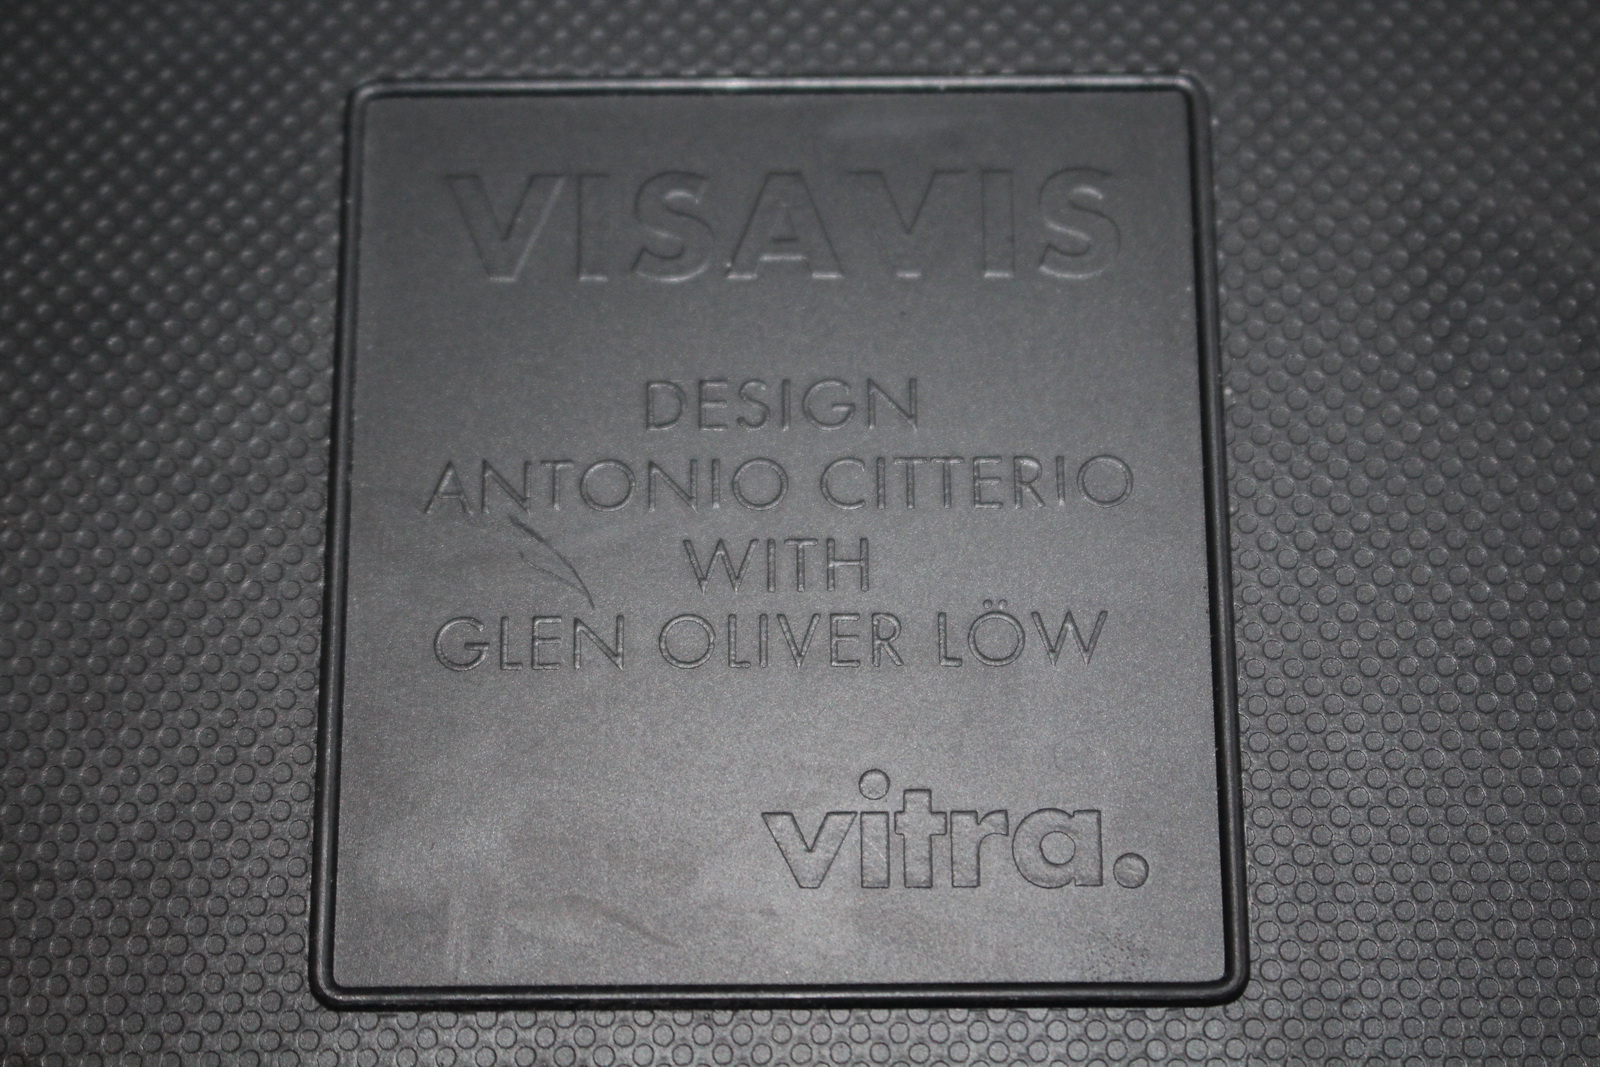 VISAVIS
DESIGN
ANTONIO CITTERIO
WITH
GLEN OLIVER LÖW
vitra.